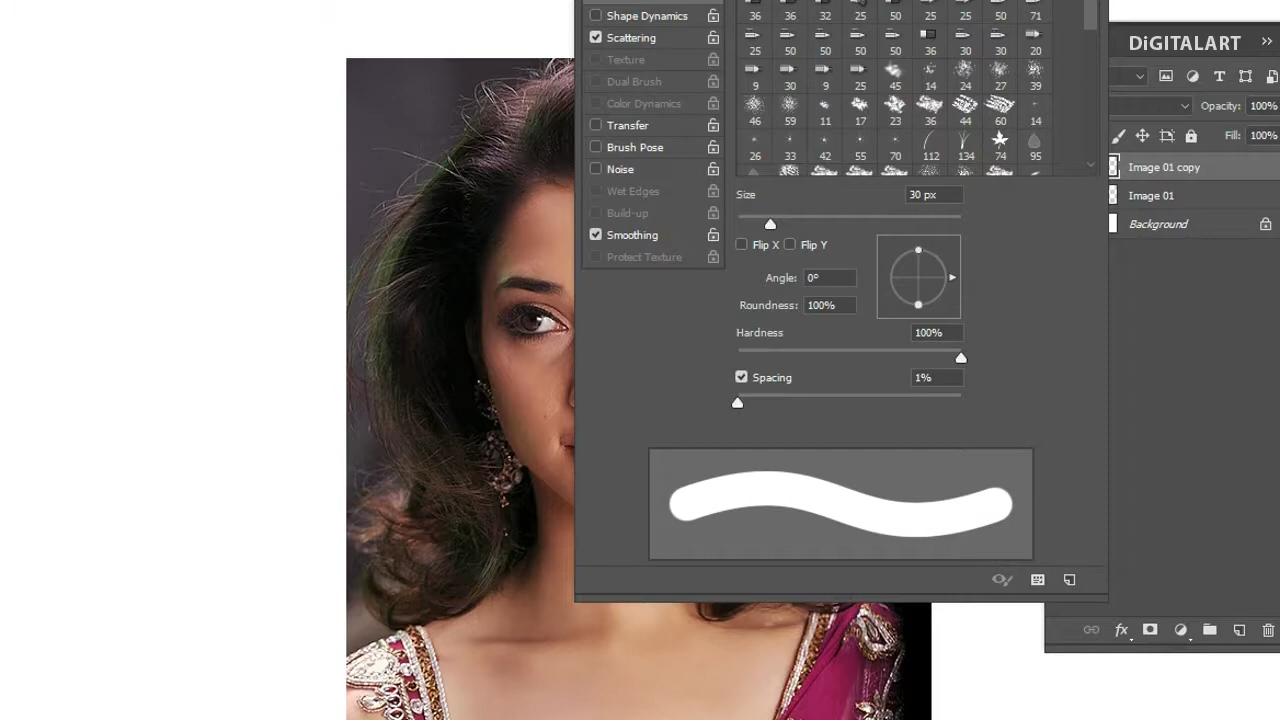 36 36 32 25 50 25 25 50 71
Shape Dynamics
Scattering
25 50 50 50 50 36 30 30 20
Texture
Dual Brush
9 30 9 25 45 14 24 27 39
Color Dynamics
46 59 11 17 23 36 44 60 14
Transfer
Brush Pose
26 33 42 55 70 112 134 74 95
Noise
Wet Edges
Build-up
Smoothing
Protect Texture
Size 30 px
Flip X Flip Y
Angle: 0º
Roundness: 100%
Hardness 100%
Spacing 1%
DiGITALART
T
Opacity: 100%
Fill: 100%
Image 01 copy
Image 01
Background
fx